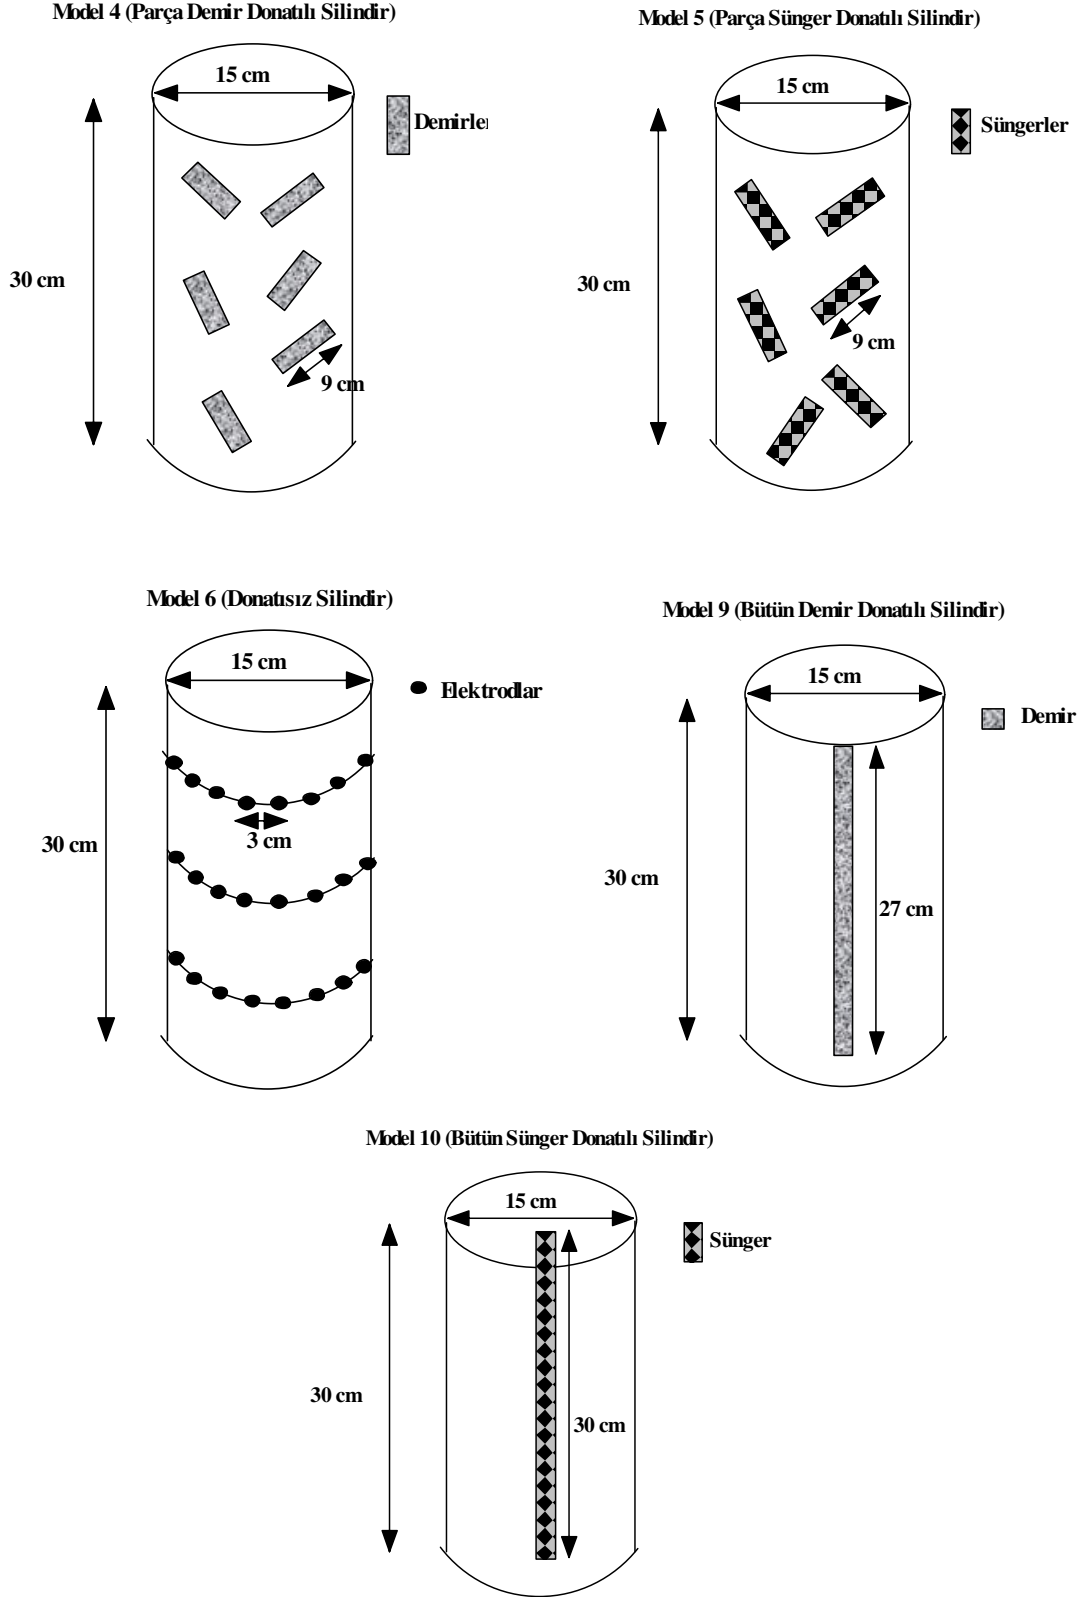 Model 4 (Parça Demir Donatılı Silindir)
15 cm
Demirle
30 cm
9 cm
Model 5 (Parça Sünger Donatılı Silindir)
15 cm
Süngerler
30 cm
9 cm
Model 6 (Donatısız Silindir)
15 cm
Elektrodlar
3 cm
30 cm
Model 9 (Bütün Demir Donatılı Silindir)
15 cm
Demir
30 cm
27 cm
Model 10 (Bütün Sünger Donatılı Silindir)
15 cm
Sünger
30 cm
30 cm